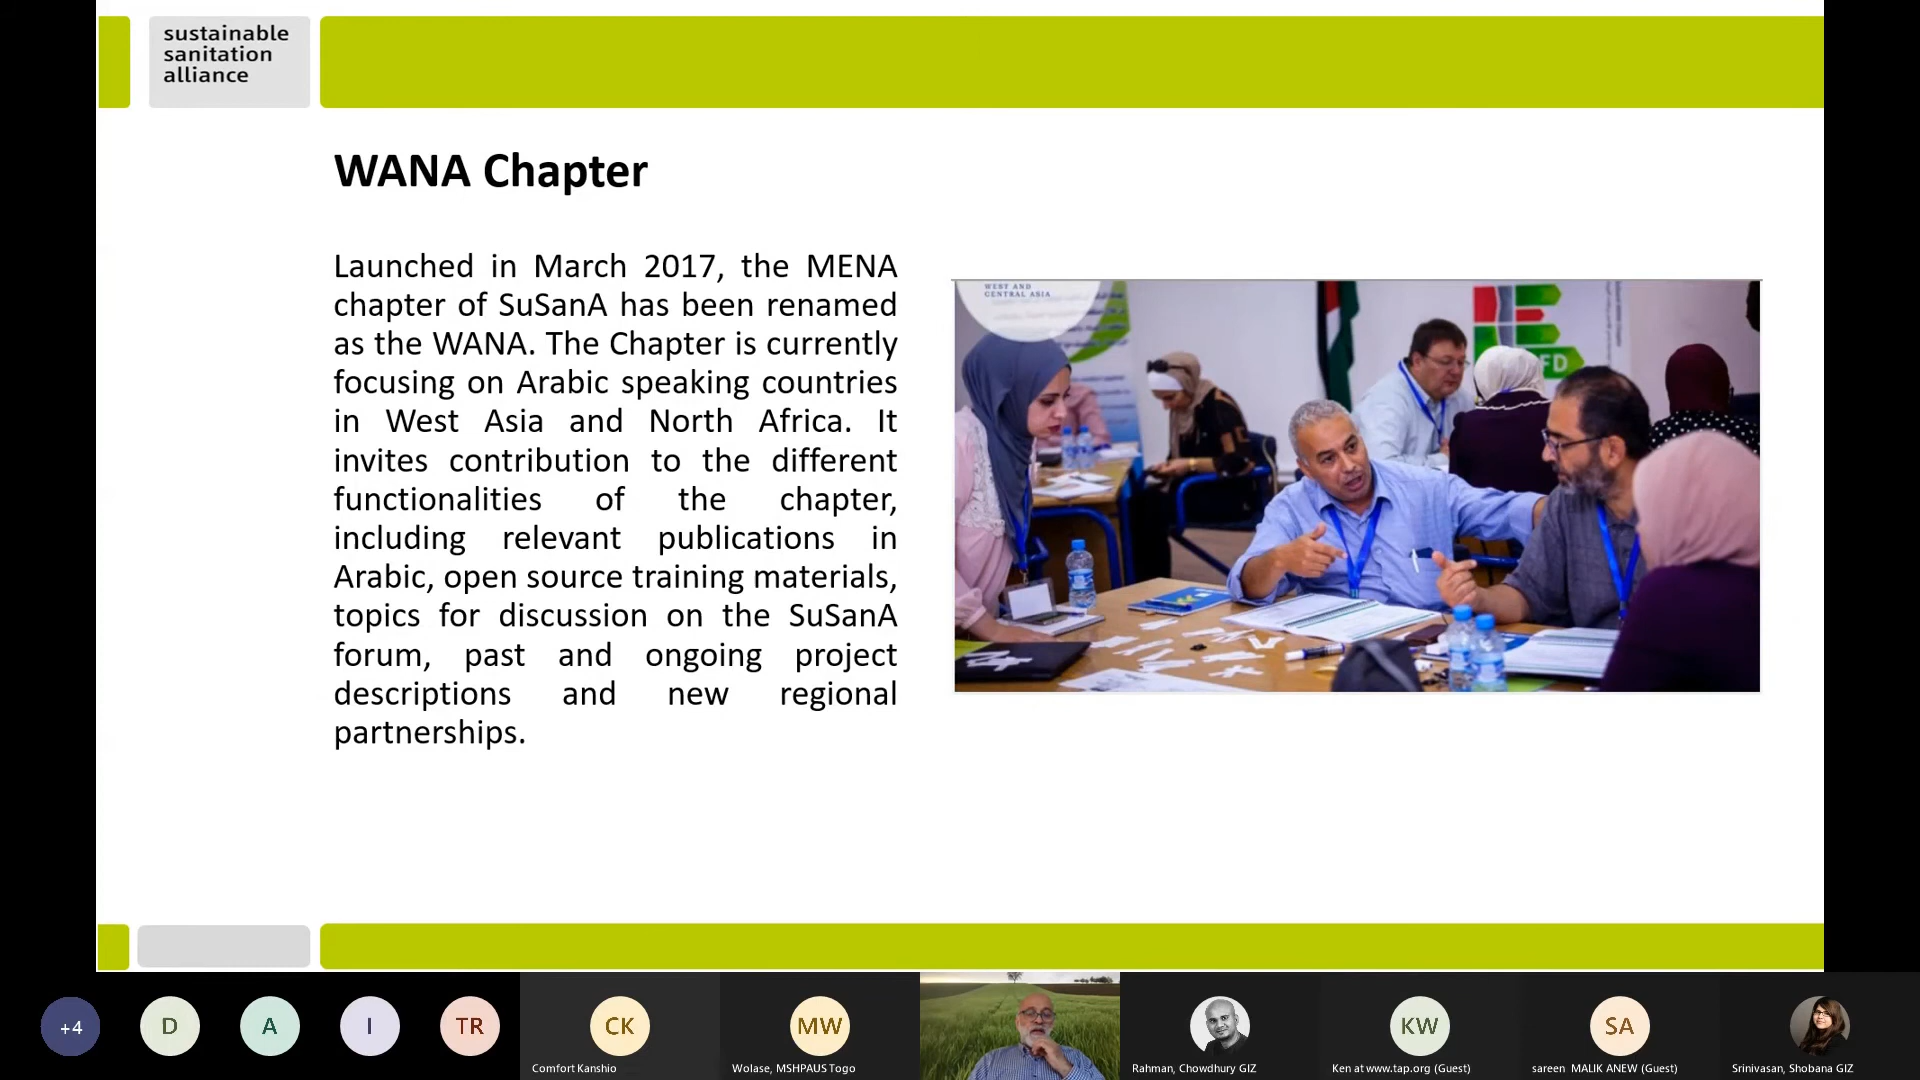 sustainable
sanitation
alliance
WANA Chapter
Launched in March 2017, the MENA
chapter of SuSanA has been renamed
as the WANA. The Chapter is currently
focusing on Arabic speaking countries
in West Asia and North Africa. It
invites contribution to the different
functionalities of the chapter,
including relevant publications in
Arabic, open source training materials,
topics for discussion on the SuSanA
forum, past and ongoing project
descriptions and new regional
partnerships.
WEST AND
CENTRAL ASIA
FD
+4
D
A
I
TR
CK
MW
KW
SA
Comfort Kanshio
Wolase, MSHPAUS Togo
Rahman, Chowdhury GIZ
Ken at www.tap.org (Guest)
sareen MALIK ANEW (Guest)
Srinivasan, Shobana GIZ